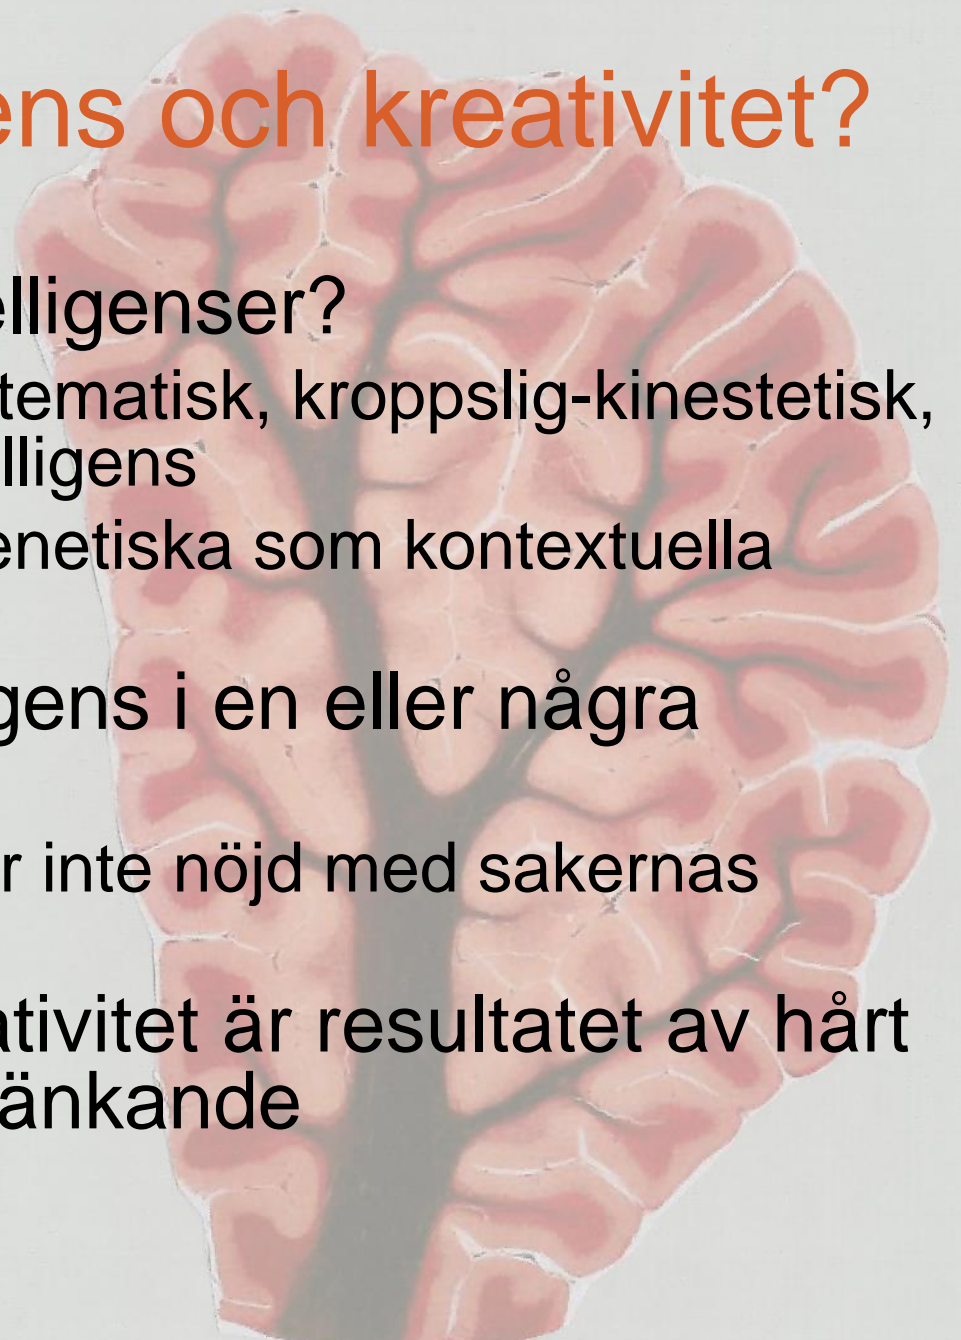 ens och kreativitet?
elligenser?
tematisk, kroppslig-kinestetisk,
lligens
enetiska som kontextuella
gens i en eller några
r inte nöjd med sakernas
ativitet är resultatet av hårt
änkande